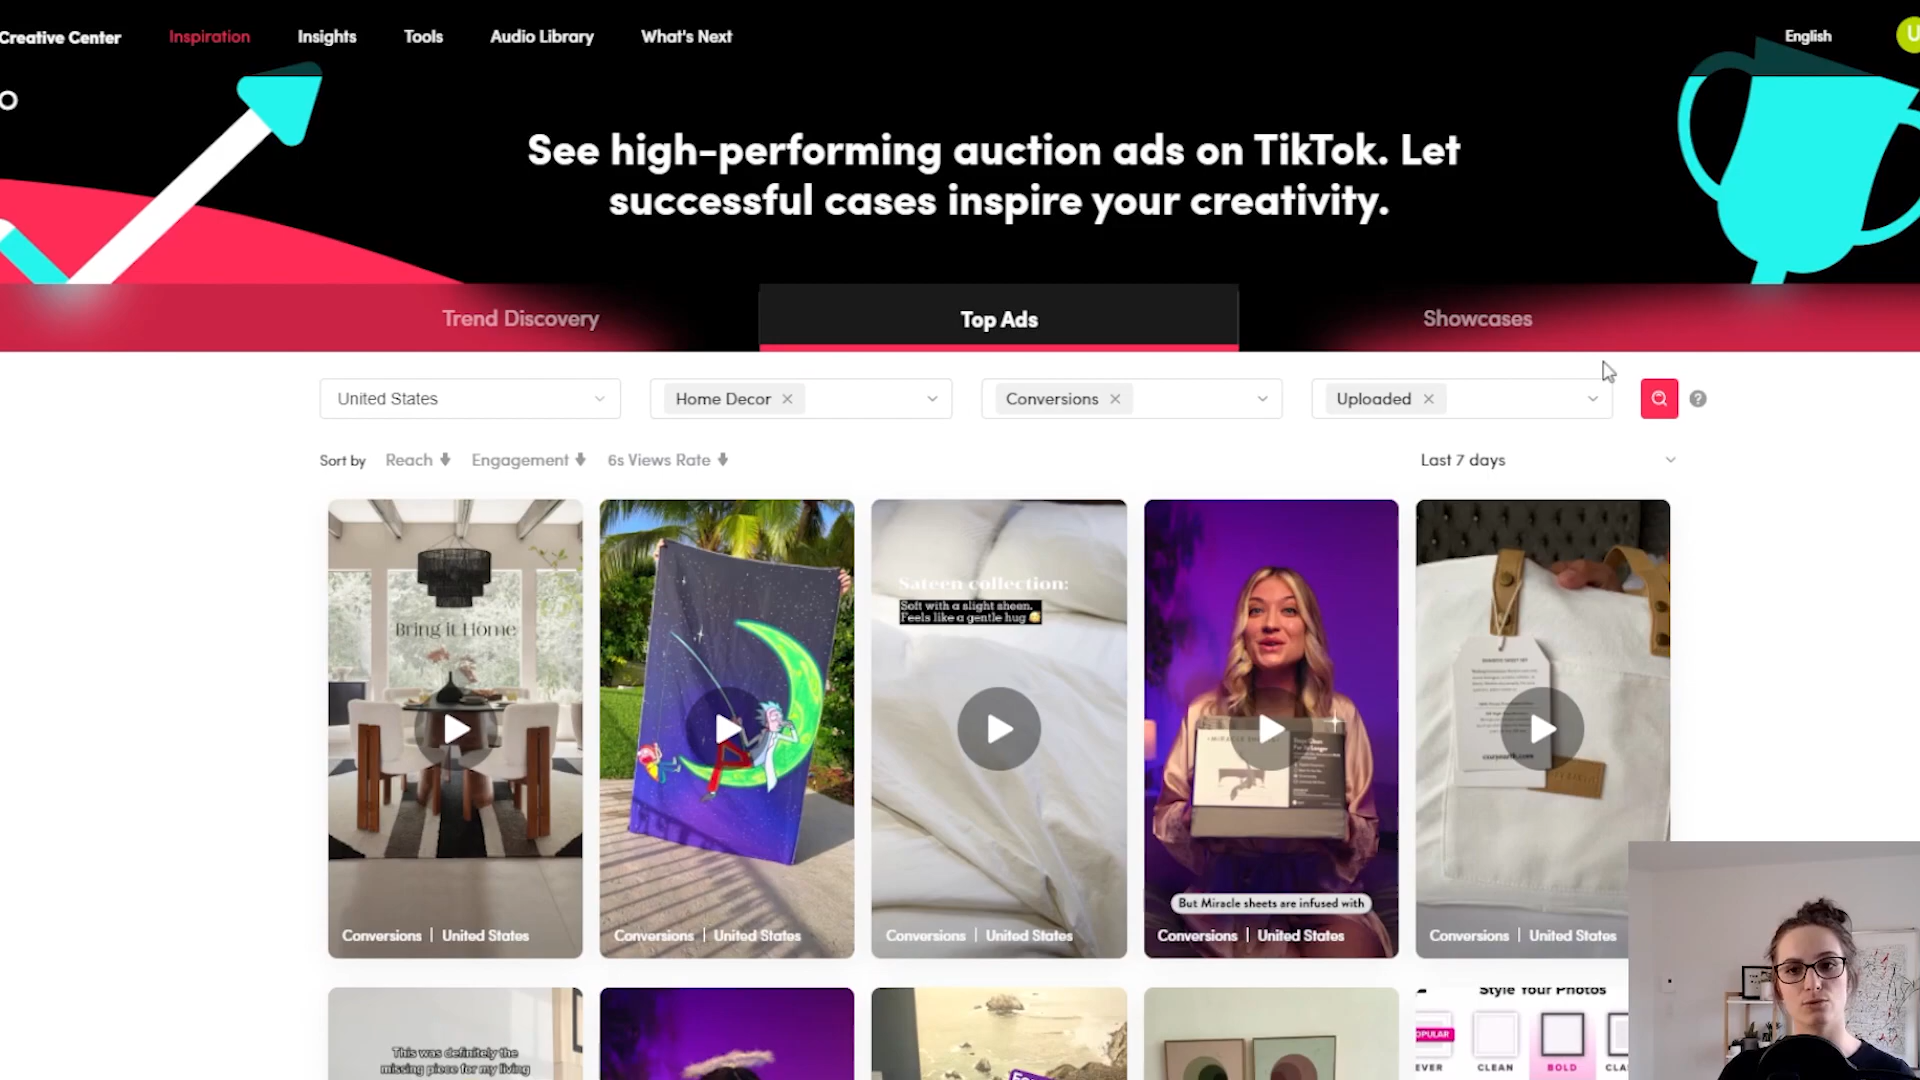 Creative Center
Inspiration
Insights
Tools
Audio Library
What's Next
English
U
See high-performing auction ads on TikTok. Let
successful cases inspire your creativity.
Trend Discovery
Top Ads
Showcases
United States
Home Decor
Conversions
Uploaded
Sort by
Reach
Engagement
6s Views Rate
Last 7 days
Bring it Home
Conversions | United States
Conversions | United States
Sateen collection:
Soft with a slight sheen.
Feels like a gentle hug
Conversions | United States
But Miracle sheets are infused with
Conversions | United States
Conversions | United States
This was definitely the
missing piece for my living
Style Your Photos
OPULAR
EVER
CLEAN
BOLD
CLA